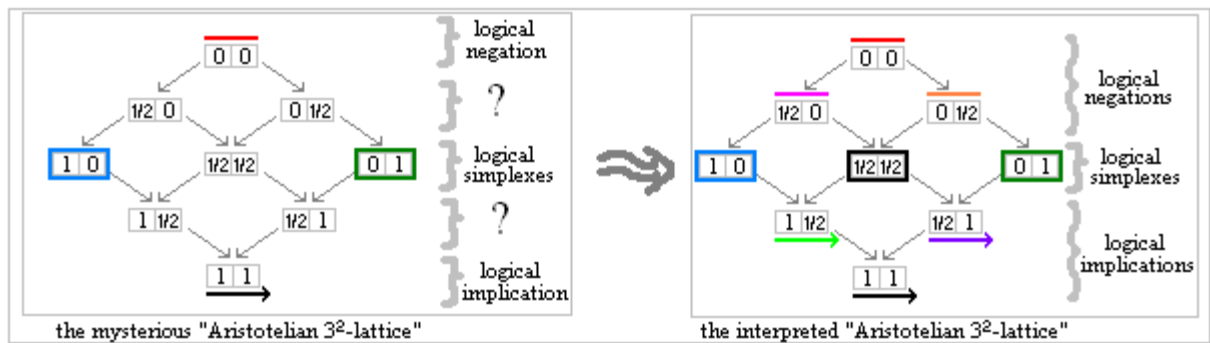 0 0
logical
negation
1/2 0
0 1/2
?
1 0
1/2 1/2
0 1
logical
simplexes
1 1/2
1/2 1
?
1 1
logical
implication
the mysterious "Aristotelian 3²-lattice"
0 0
1/2 0
0 1/2
logical
negations
1 0
1/2 1/2
0 1
logical
simplexes
1 1/2
1/2 1
logical
implications
1 1
the interpreted "Aristotelian 3²-lattice"